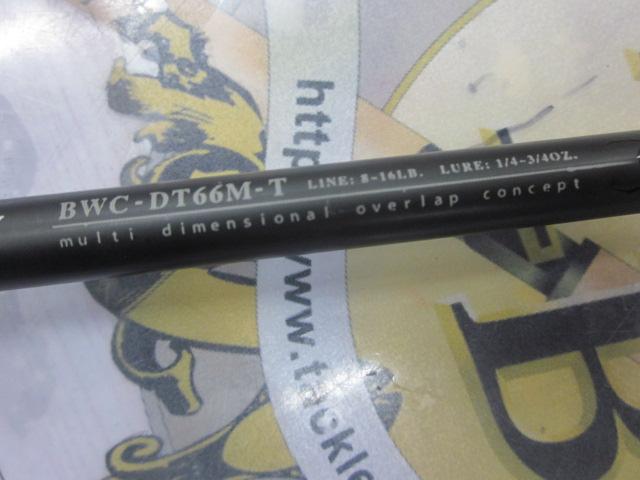 BWC-DT66M-T LINE: 8-16LB. LURE: 1/4-3/4OZ.
multi dimensional overlap concept
http
www.tackle
B